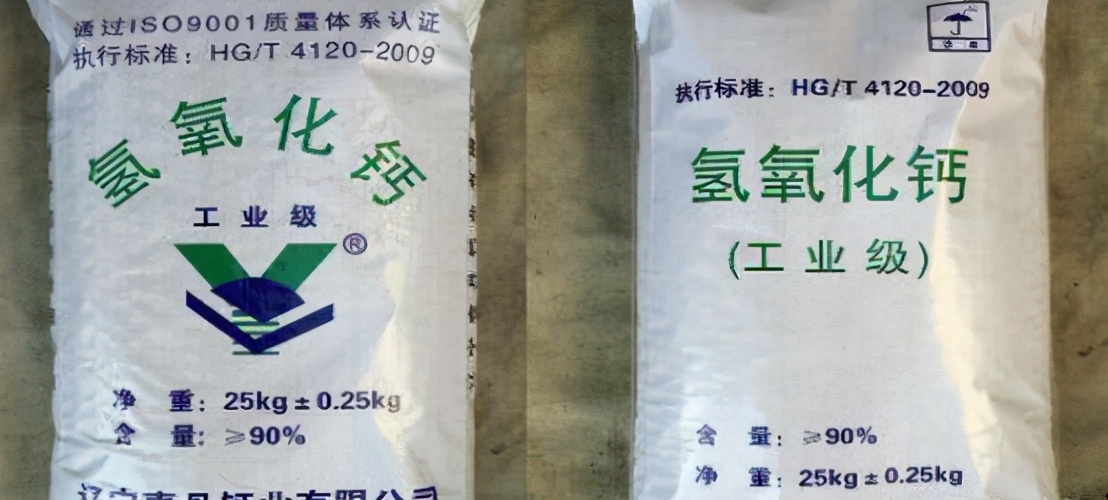 通过ISO9001质量体系认证
执行标准：HG/T 4120-2009
氢氧化钙
工业级
®
净 重：25kg±0.25kg
含 量：≥90%
执行标准：HG/T 4120-2009
氢氧化钙
(工业级)
含 量：≥90%
净 重：25kg±0.25kg